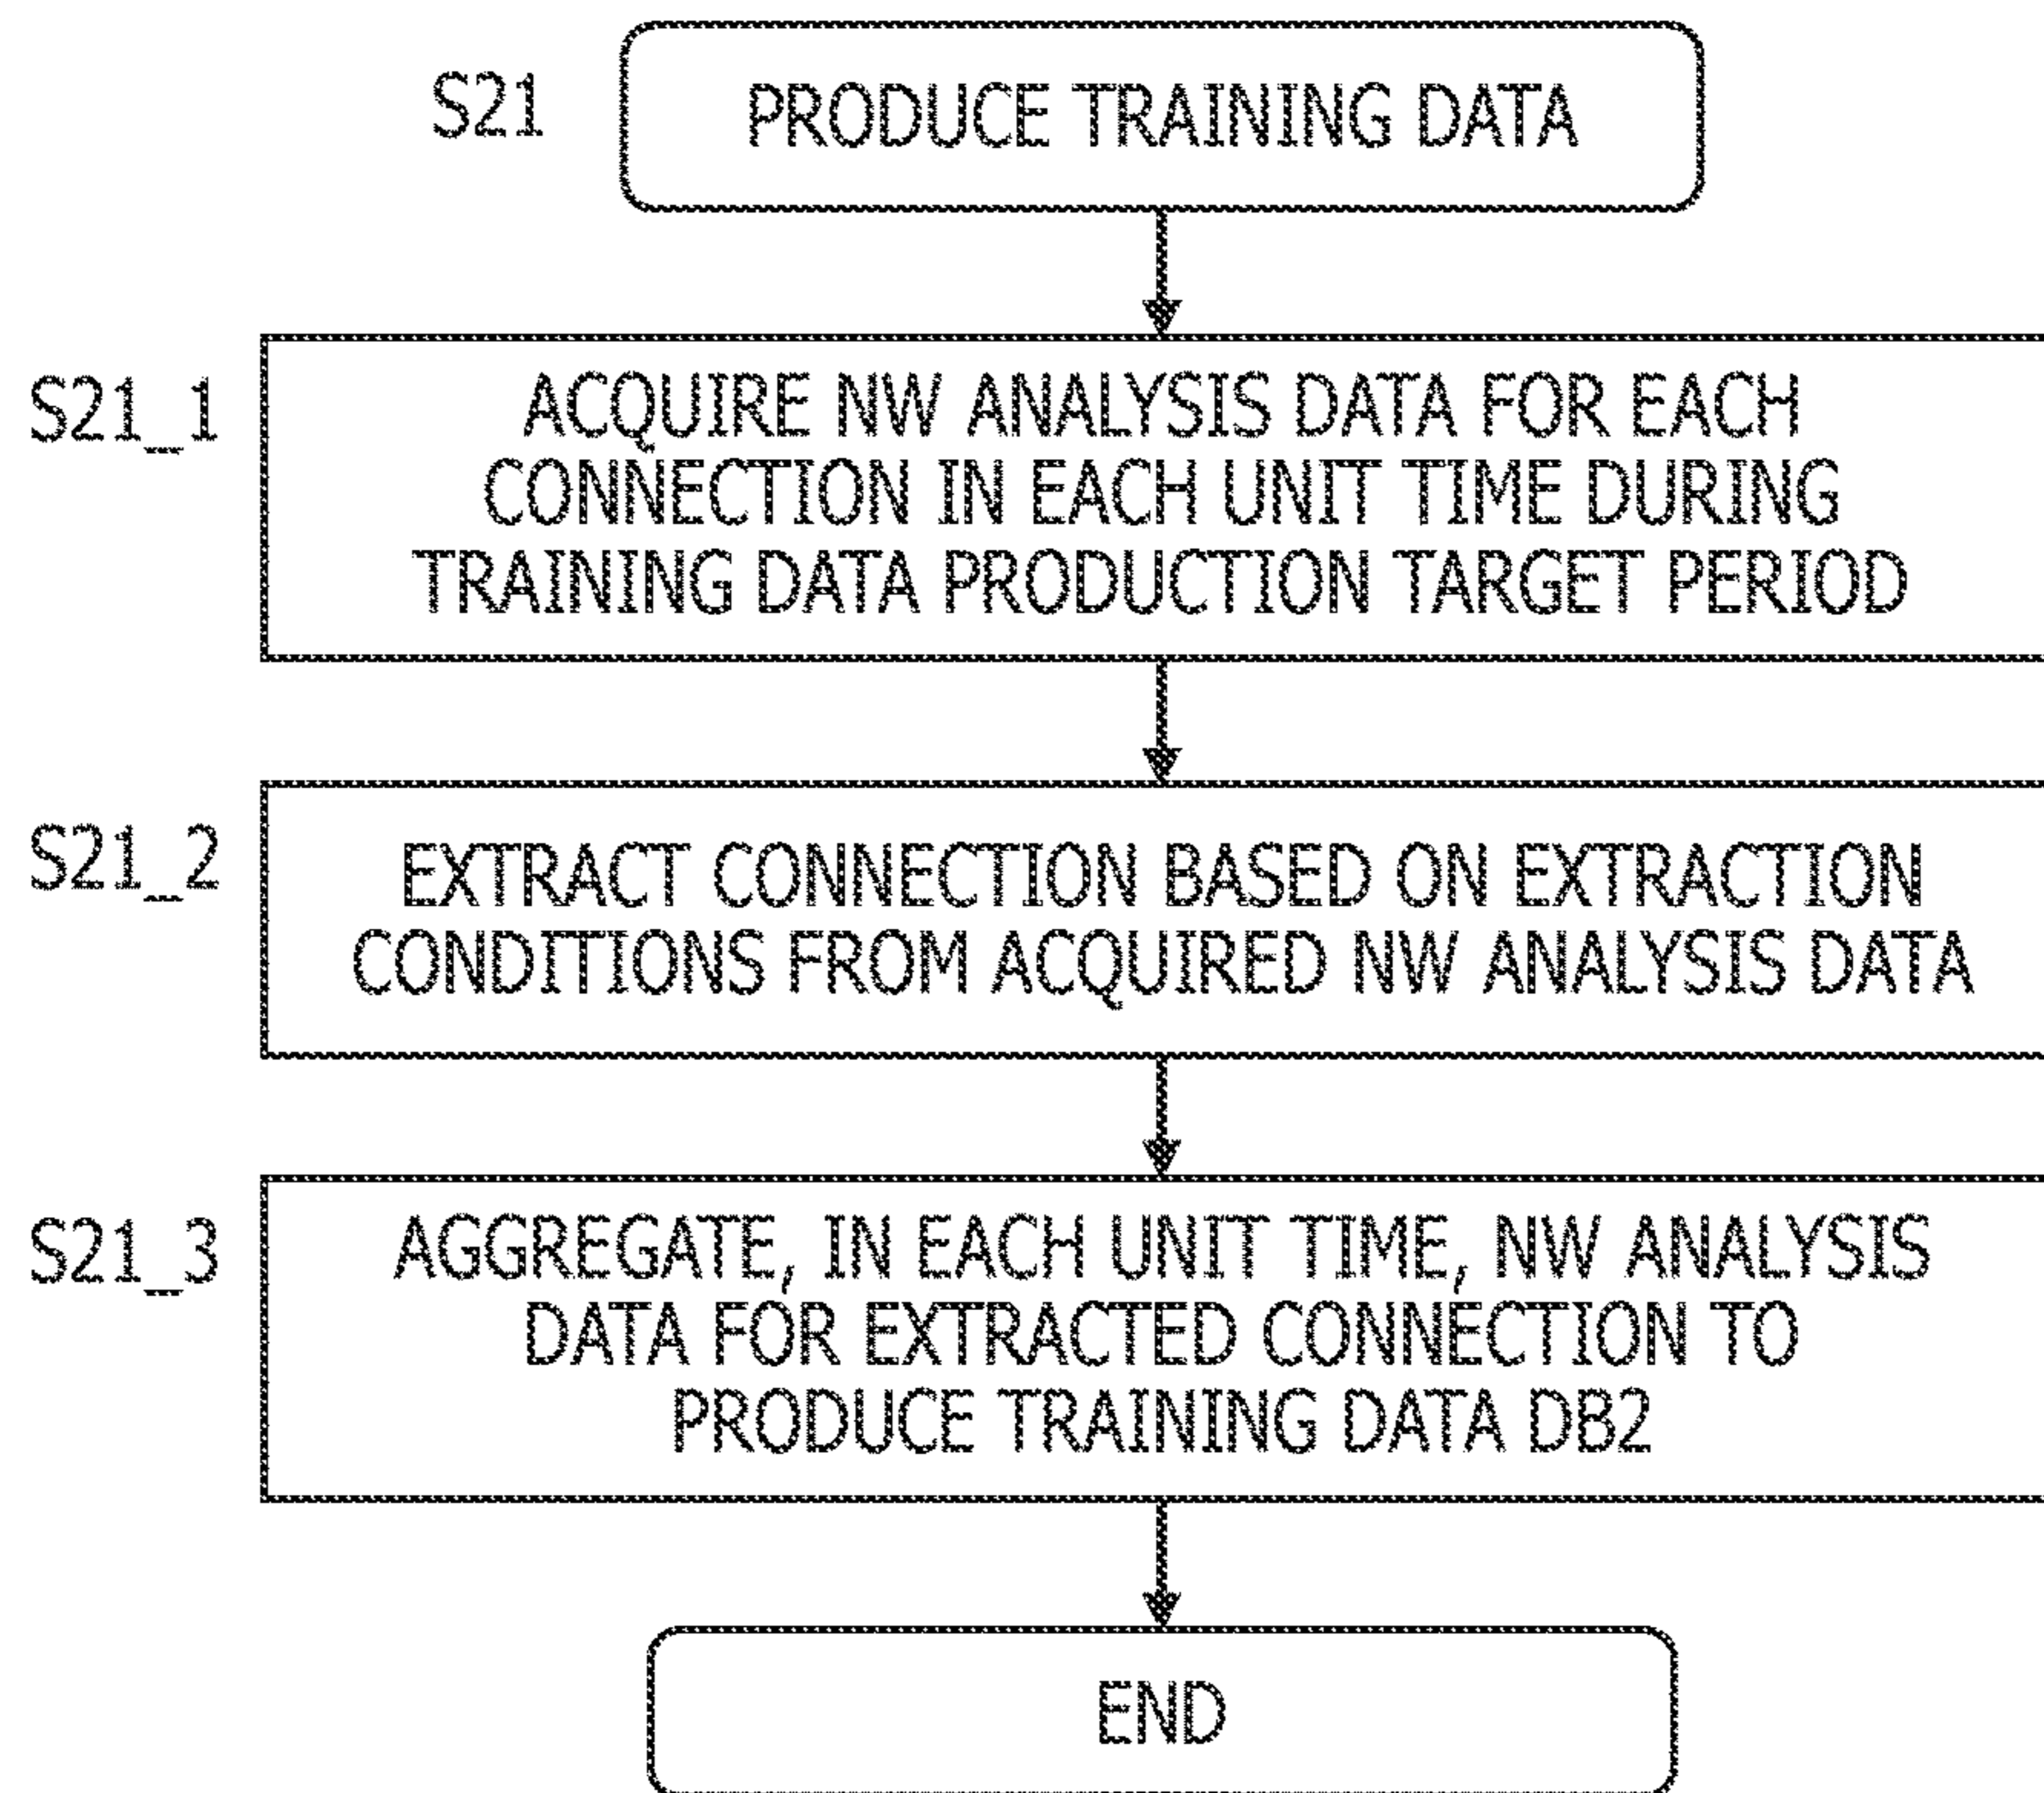 S21
PRODUCE TRAINING DATA
S21_1
ACQUIRE NW ANALYSIS DATA FOR EACH
CONNECTION IN EACH UNIT TIME DURING
TRAINING DATA PRODUCTION TARGET PERIOD
S21_2
EXTRACT CONNECTION BASED ON EXTRACTION
CONDITIONS FROM ACQUIRED NW ANALYSIS DATA
S21_3
AGGREGATE, IN EACH UNIT TIME, NW ANALYSIS
DATA FOR EXTRACTED CONNECTION TO
PRODUCE TRAINING DATA DB2
END